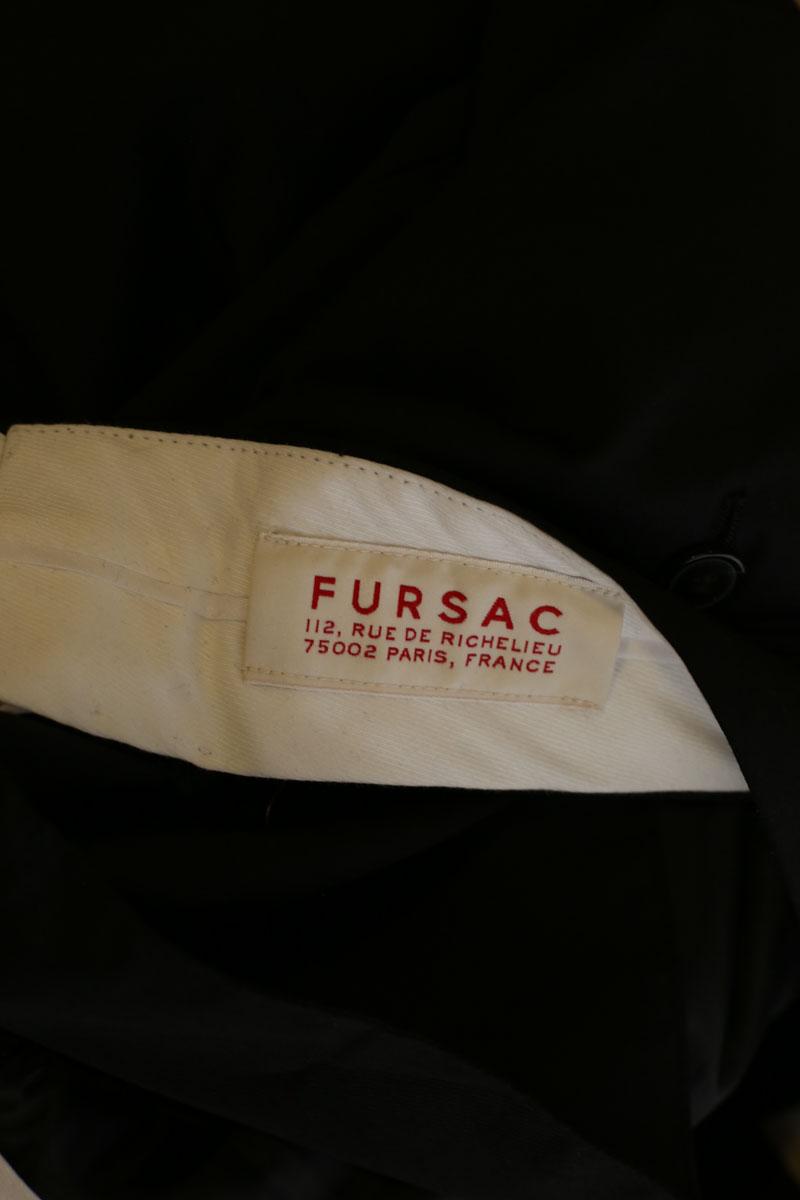 FURSAC
112, RUE DE RICHELIEU
75002 PARIS, FRANCE